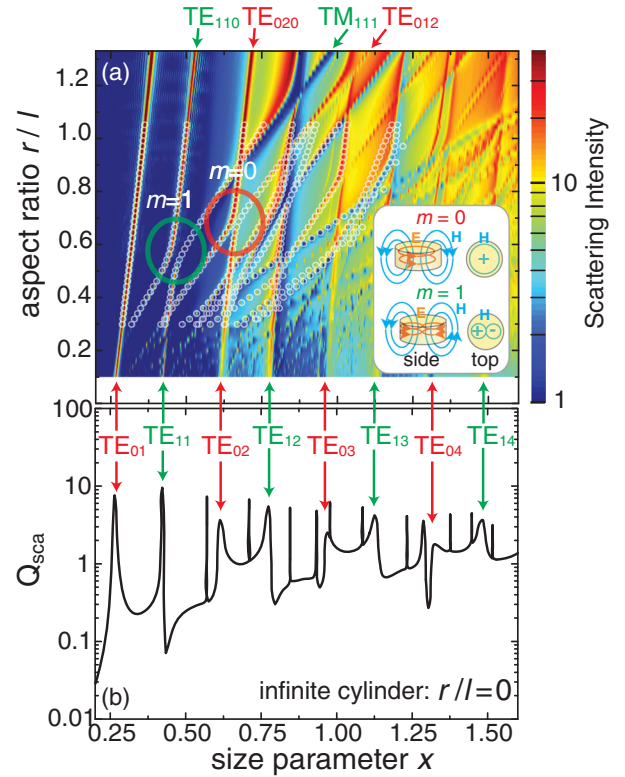 TE110 TE020 TM111 TE012
(a)
1.2
1.0
0.8
0.6
0.4
0.2
aspect ratio r / l
m=1
m=0
m = 0
E H H
+
m = 1
E H H
+ -
side top
10
1
Scattering Intensity
100
10
1
0.1
0.01
Qsca
TE01 TE11 TE02 TE12 TE03 TE13 TE04 TE14
(b)
infinite cylinder: r/l=0
0.25 0.50 0.75 1.00 1.25 1.50
size parameter x